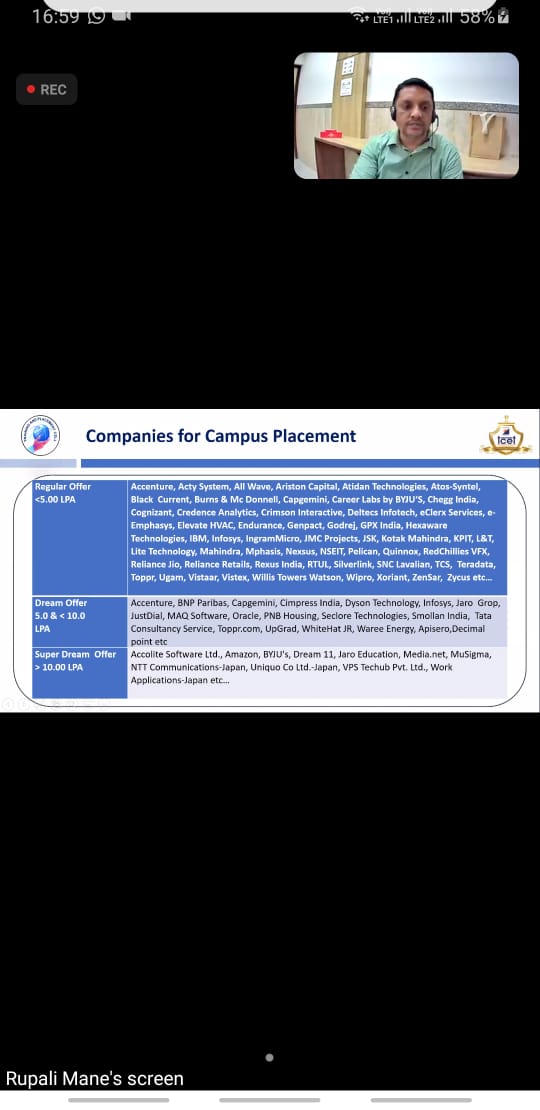 16:59
LTE1 LTE2 58%
REC
Companies for Campus Placement
tcet
Regular Offer
<5.00 LPA
Accenture, Acty System, All Wave, Ariston Capital, Atidan Technologies, Atos-Syntel,
Black Current, Burns & Mc Donnell, Capgemini, Career Labs by BYJU'S, Chegg India,
Cognizant, Credence Analytics, Crimson Interactive, Deltecs Infotech, eClerx Services, e-
Emphasys, Elevate HVAC, Endurance, Genpact, Godrej, GPX India, Hexaware
Technologies, IBM, Infosys, IngramMicro, JMC Projects, JSK, Kotak Mahindra, KPIT, L&T,
Lite Technology, Mahindra, Mphasis, Nexsus, NSEIT, Pelican, Quinnox, RedChillies VFX,
Reliance Jio, Reliance Retails, Rexus India, RTUL, Silverlink, SNC Lavalian, TCS, Teradata,
Toppr, Ugam, Vistaar, Vistex, Willis Towers Watson, Wipro, Xoriant, ZenSar, Zycus etc...
Dream Offer
5.0 & < 10.0
LPA
Accenture, BNP Paribas, Capgemini, Cimpress India, Dyson Technology, Infosys, Jaro Grop,
JustDial, MAQ Software, Oracle, PNB Housing, Seclore Technologies, Smollan India, Tata
Consultancy Service, Toppr.com, UpGrad, WhiteHat JR, Waree Energy, Apisero,Decimal
point etc
Super Dream Offer
> 10.00 LPA
Accolite Software Ltd., Amazon, BYJU's, Dream 11, Jaro Education, Media.net, MuSigma,
NTT Communications-Japan, Uniquo Co Ltd.-Japan, VPS Techub Pvt. Ltd., Work
Applications-Japan etc...
Rupali Mane's screen